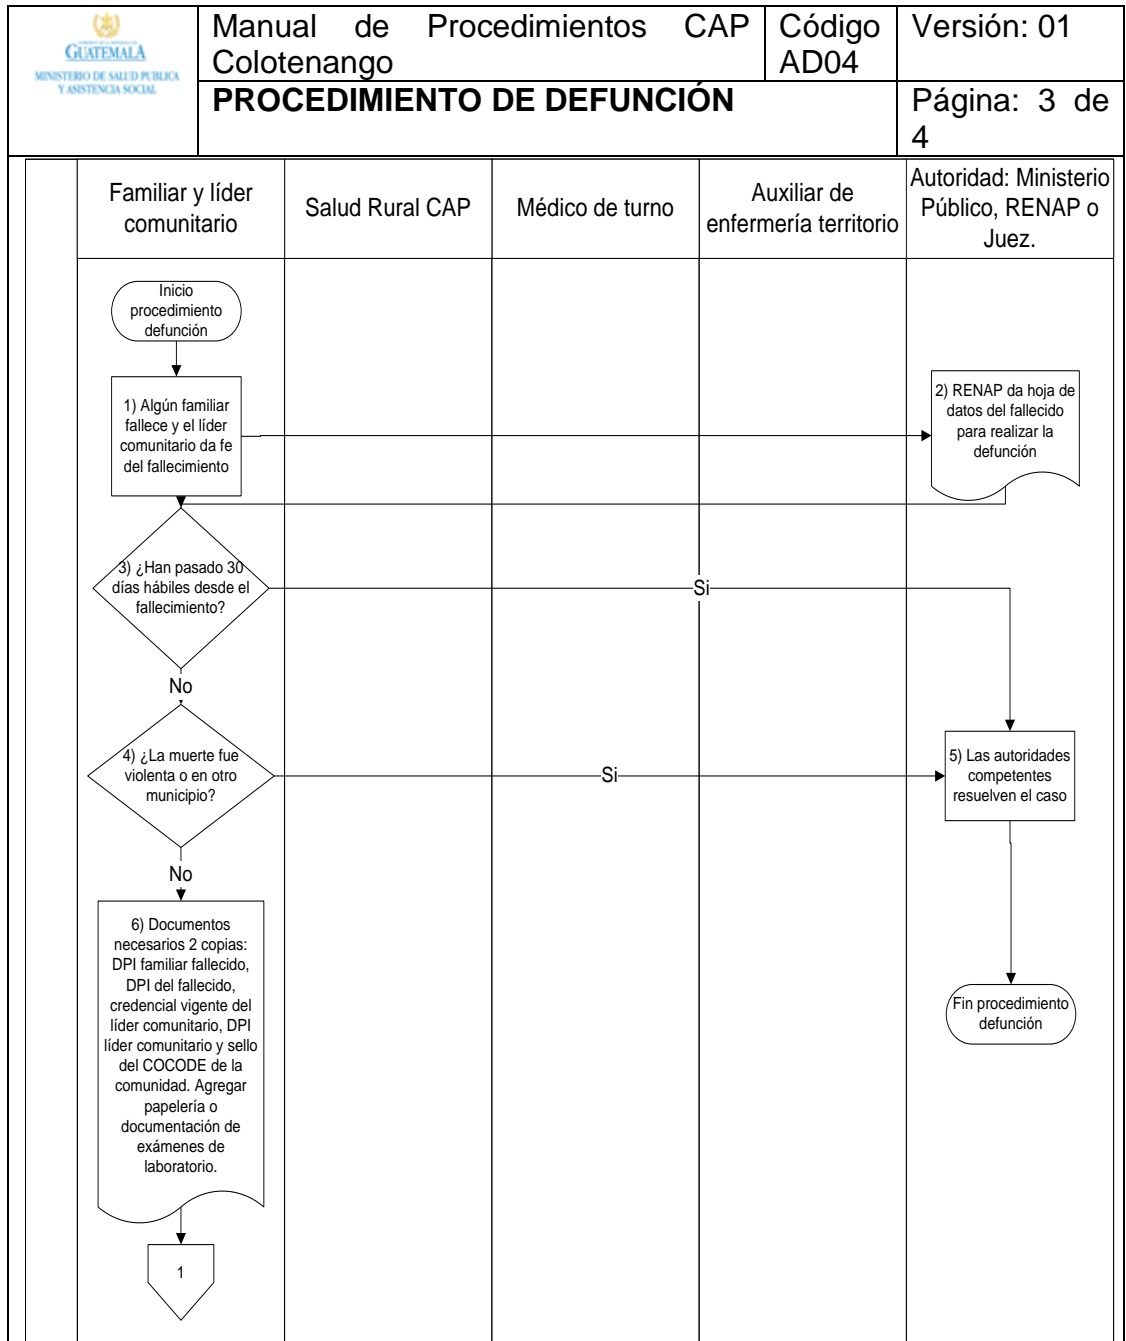 GOBIERNO DE LA REPÚBLICA DE
GUATEMALA
MINISTERIO DE SALUD PUBLICA
Y ASISTENCIA SOCIAL
Manual de Procedimientos CAP
Colotenango
Código
AD04
Versión: 01
PROCEDIMIENTO DE DEFUNCIÓN
Página: 3 de
4
Familiar y líder
comunitario
Salud Rural CAP
Médico de turno
Auxiliar de
enfermería territorio
Autoridad: Ministerio
Público, RENAP o
Juez.
Inicio
procedimiento
defunción
1) Algún familiar
fallece y el líder
comunitario da fe
del fallecimiento
2) RENAP da hoja de
datos del fallecido
para realizar la
defunción
3) ¿Han pasado 30
días hábiles desde el
fallecimiento?
Si
No
4) ¿La muerte fue
violenta o en otro
municipio?
Si
5) Las autoridades
competentes
resuelven el caso
No
6) Documentos
necesarios 2 copias:
DPI familiar fallecido,
DPI del fallecido,
credencial vigente del
líder comunitario, DPI
líder comunitario y sello
del COCODE de la
comunidad. Agregar
papelería o
documentación de
exámenes de
laboratorio.
Fin procedimiento
defunción
1